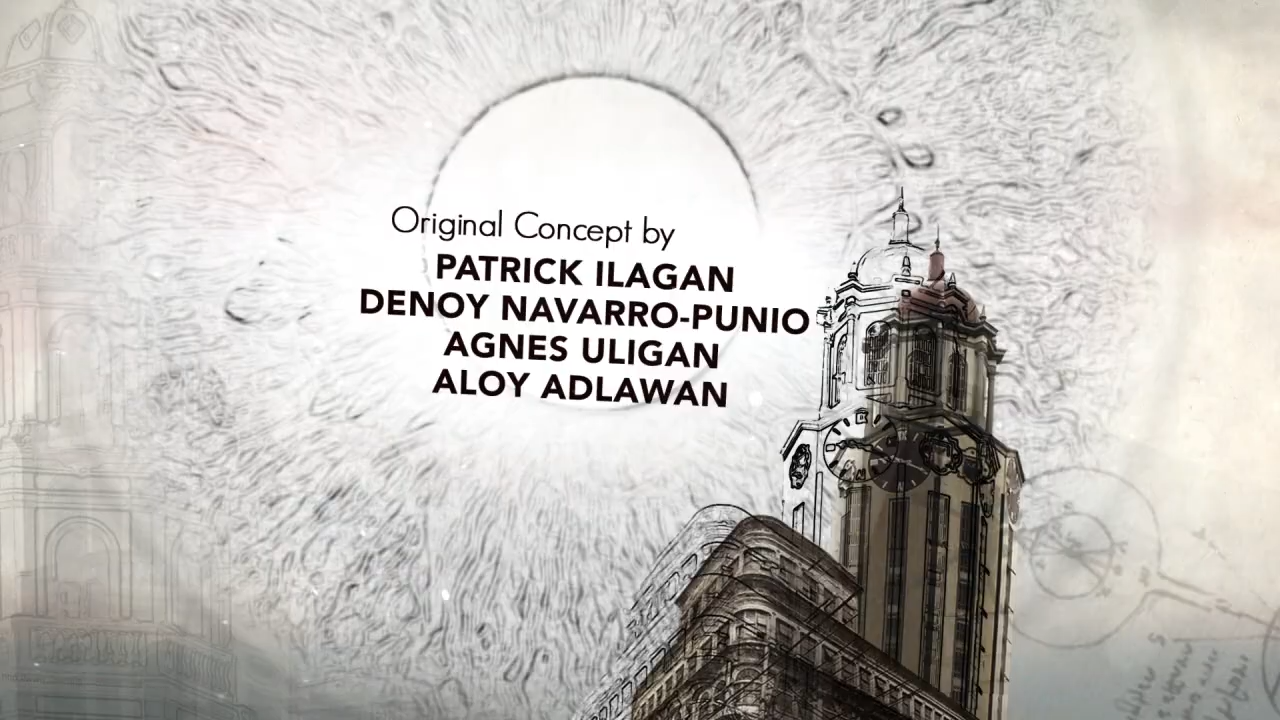 Original Concept by
PATRICK ILAGAN
DENOY NAVARRO-PUNIO
AGNES ULIGAN
ALOY ADLAWAN